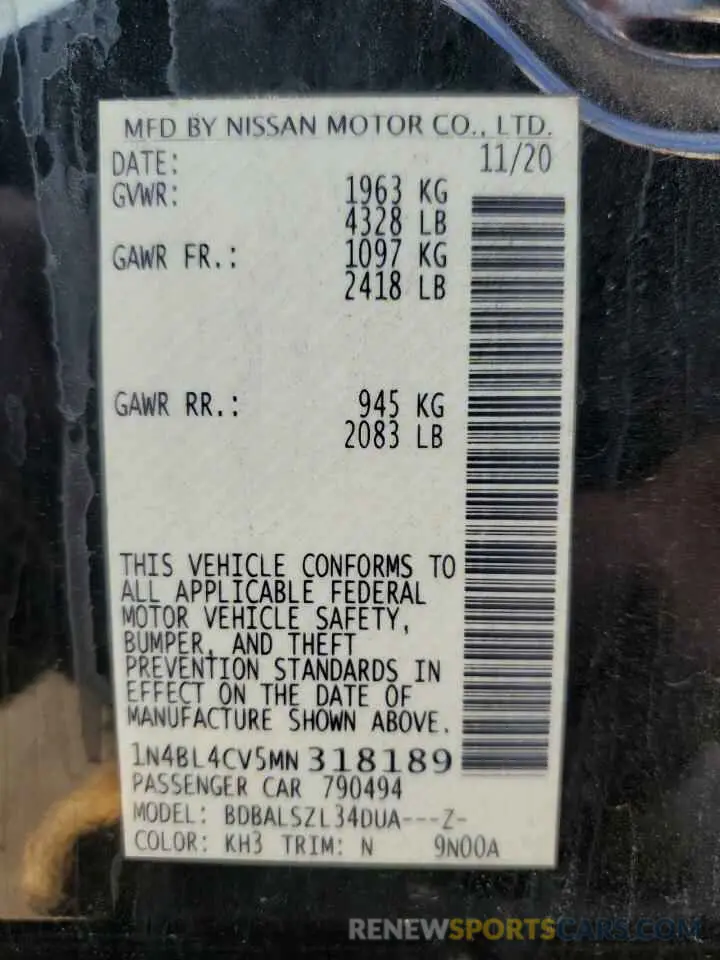 MFD BY NISSAN MOTOR CO., LTD.
DATE: 11/20
GVWR: 1963 KG
4328 LB
GAWR FR.: 1097 KG
2418 LB
GAWR RR.: 945 KG
2083 LB
THIS VEHICLE CONFORMS TO
ALL APPLICABLE FEDERAL
MOTOR VEHICLE SAFETY,
BUMPER, AND THEFT
PREVENTION STANDARDS IN
EFFECT ON THE DATE OF
MANUFACTURE SHOWN ABOVE.
1N4BL4CV5MN318189
PASSENGER CAR 790494
MODEL: BDBALSZL34DUA---Z-
COLOR: KH3 TRIM: N 9N00A
RENEWSPORTSCARS.COM